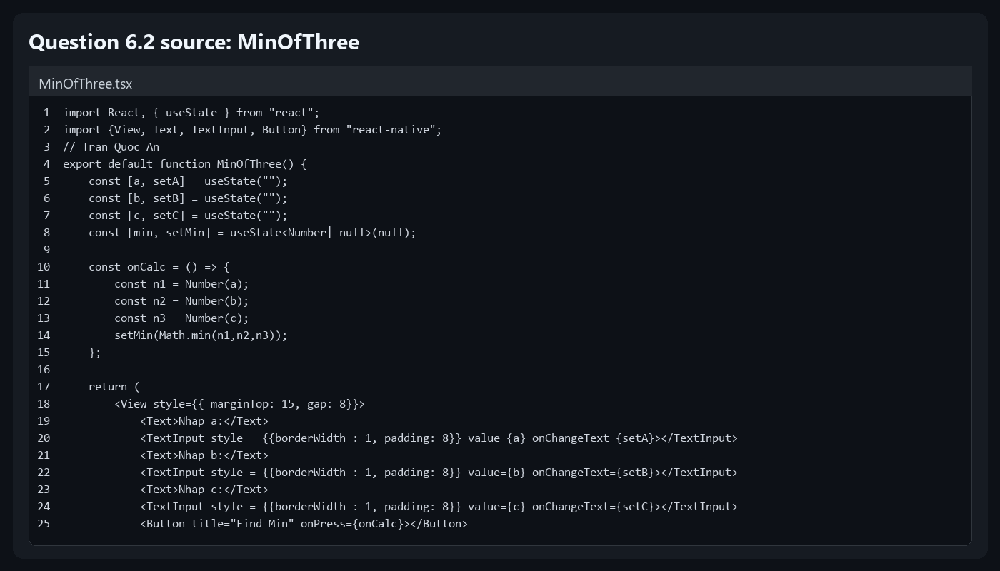 Question 6.2 source: MinOfThree
MinOfThree.tsx
1 import React, { useState } from "react";
2 import {View, Text, TextInput, Button} from "react-native";
3 // Tran Quoc An
4 export default function MinOfThree() {
5     const [a, setA] = useState("");
6     const [b, setB] = useState("");
7     const [c, setC] = useState("");
8     const [min, setMin] = useState<Number| null>(null);
9
10     const onCalc = () => {
11         const n1 = Number(a);
12         const n2 = Number(b);
13         const n3 = Number(c);
14         setMin(Math.min(n1,n2,n3));
15     };
16
17     return (
18         <View style={{ marginTop: 15, gap: 8}}>
19             <Text>Nhap a:</Text>
20             <TextInput style = {{borderWidth : 1, padding: 8}} value={a} onChangeText={setA}></TextInput>
21             <Text>Nhap b:</Text>
22             <TextInput style = {{borderWidth : 1, padding: 8}} value={b} onChangeText={setB}></TextInput>
23             <Text>Nhap c:</Text>
24             <TextInput style = {{borderWidth : 1, padding: 8}} value={c} onChangeText={setC}></TextInput>
25             <Button title="Find Min" onPress={onCalc}></Button>